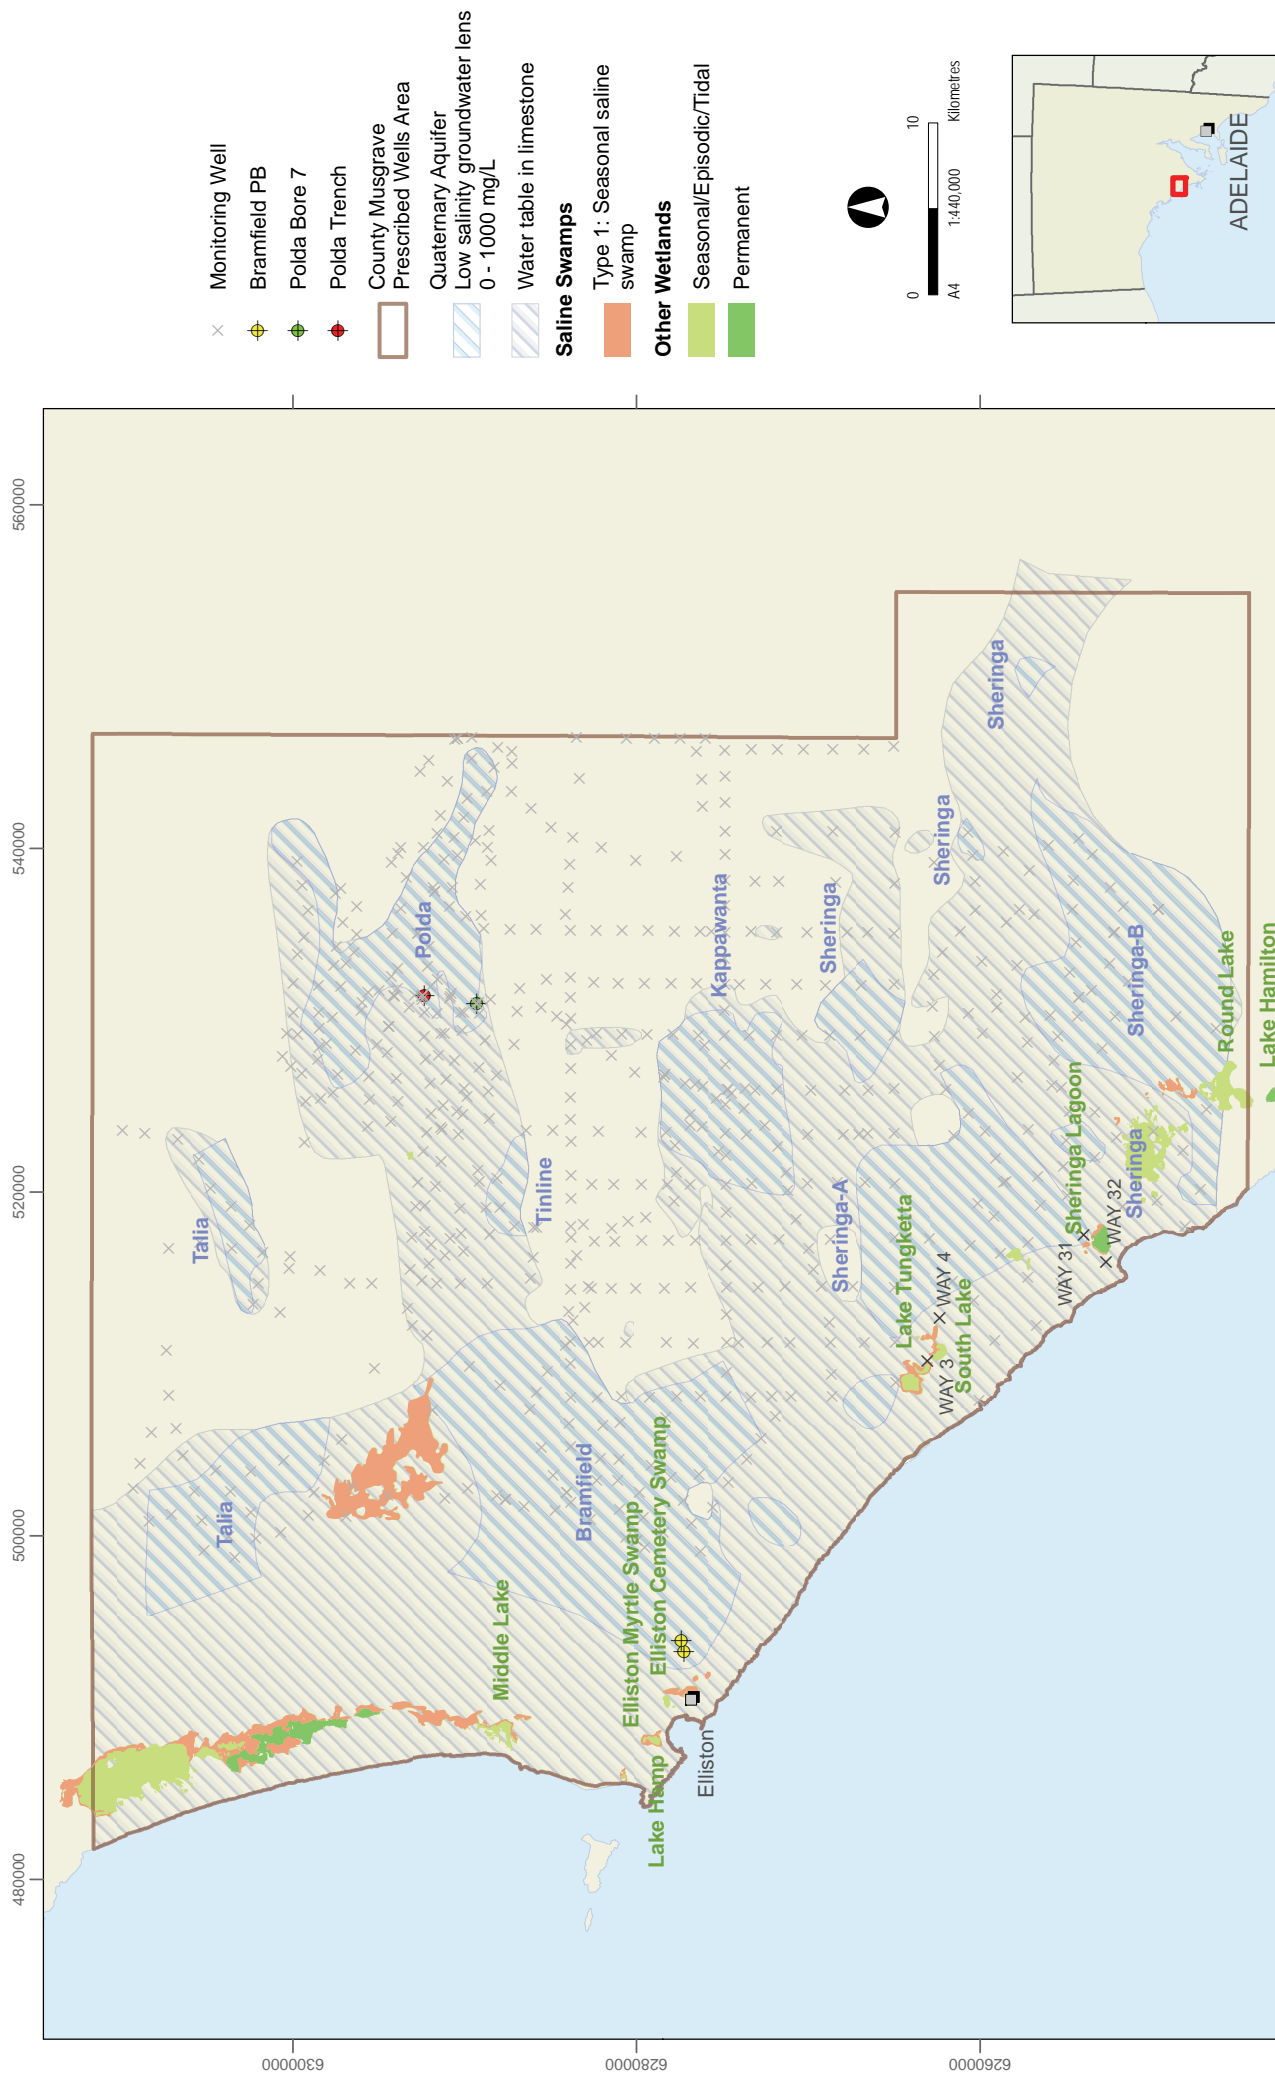 Monitoring Well
Bramfield PB
Polda Bore 7
Polda Trench
County Musgrave
Prescribed Wells Area
Quaternary Aquifer
Low salinity groundwater lens
0 - 1000 mg/L
Water table in limestone
Saline Swamps
Type 1: Seasonal saline
swamp
Other Wetlands
Seasonal/Episodic/Tidal
Permanent
0
10
A4
1:440,000
Kilometres
ADELAIDE
480000
500000
520000
540000
560000
6300000
6280000
6260000
Talia
Talia
Polda
Tinline
Bramfield
Kappawanta
Sheringa
Sheringa
Sheringa
Sheringa-A
Sheringa-B
Sheringa
Middle Lake
Elliston Myrtle Swamp
Elliston Cemetery Swamp
Lake Hamp
Elliston
Lake Tungketta
WAY 3
WAY 4
South Lake
Sheringa Lagoon
WAY 31
WAY 32
Round Lake
Lake Hamilton